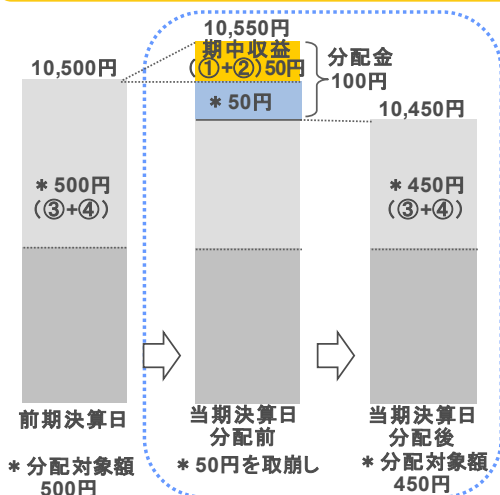 10,550円
期中収益
(①+②)50円
分配金
100円
10,500円
＊50円
10,450円
＊500円
(③+④)
＊450円
(③+④)
前期決算日
当期決算日
分配前
当期決算日
分配後
＊分配対象額
500円
＊50円を取崩し
＊分配対象額
450円